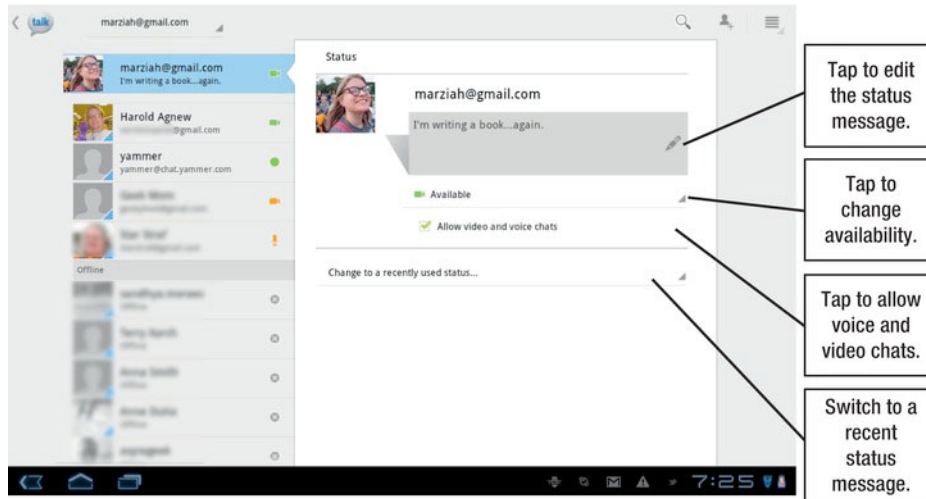 talk
marziah@gmail.com
marziah@gmail.com
I'm writing a book...again.
Harold Agnew
@gmail.com
yammer
yammer@chat.yammer.com
Offline
Status
marziah@gmail.com
I'm writing a book...again.
Available
Allow video and voice chats
Change to a recently used status...
7:25
Tap to edit
the status
message.
Tap to
change
availability.
Tap to allow
voice and
video chats.
Switch to a
recent
status
message.